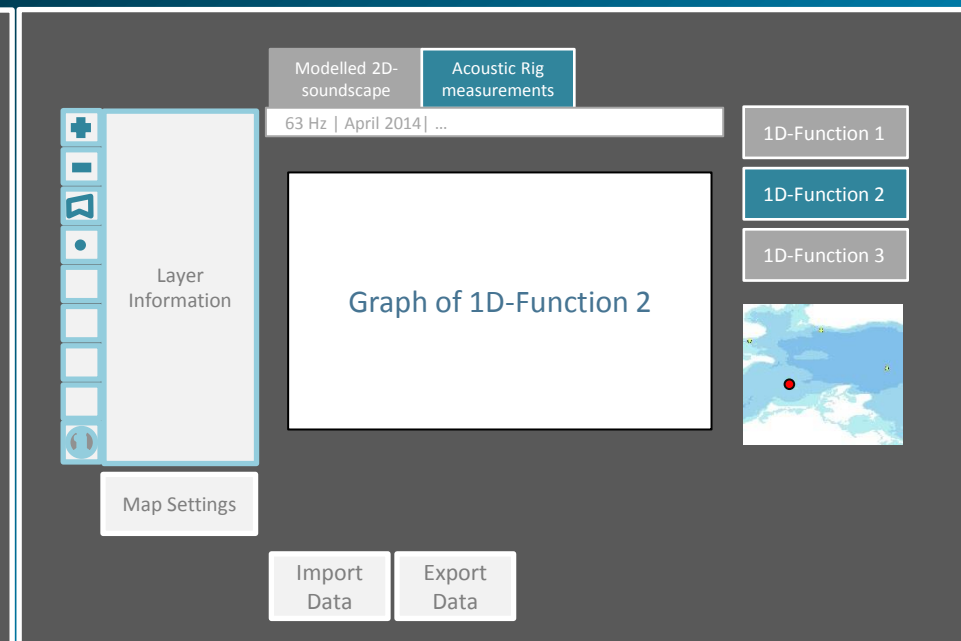 Modelled 2D-
soundscape
Acoustic Rig
measurements
63 Hz | April 2014| ...
1D-Function 1
1D-Function 2
1D-Function 3
Layer
Information
Graph of 1D-Function 2
Map Settings
Import
Data
Export
Data